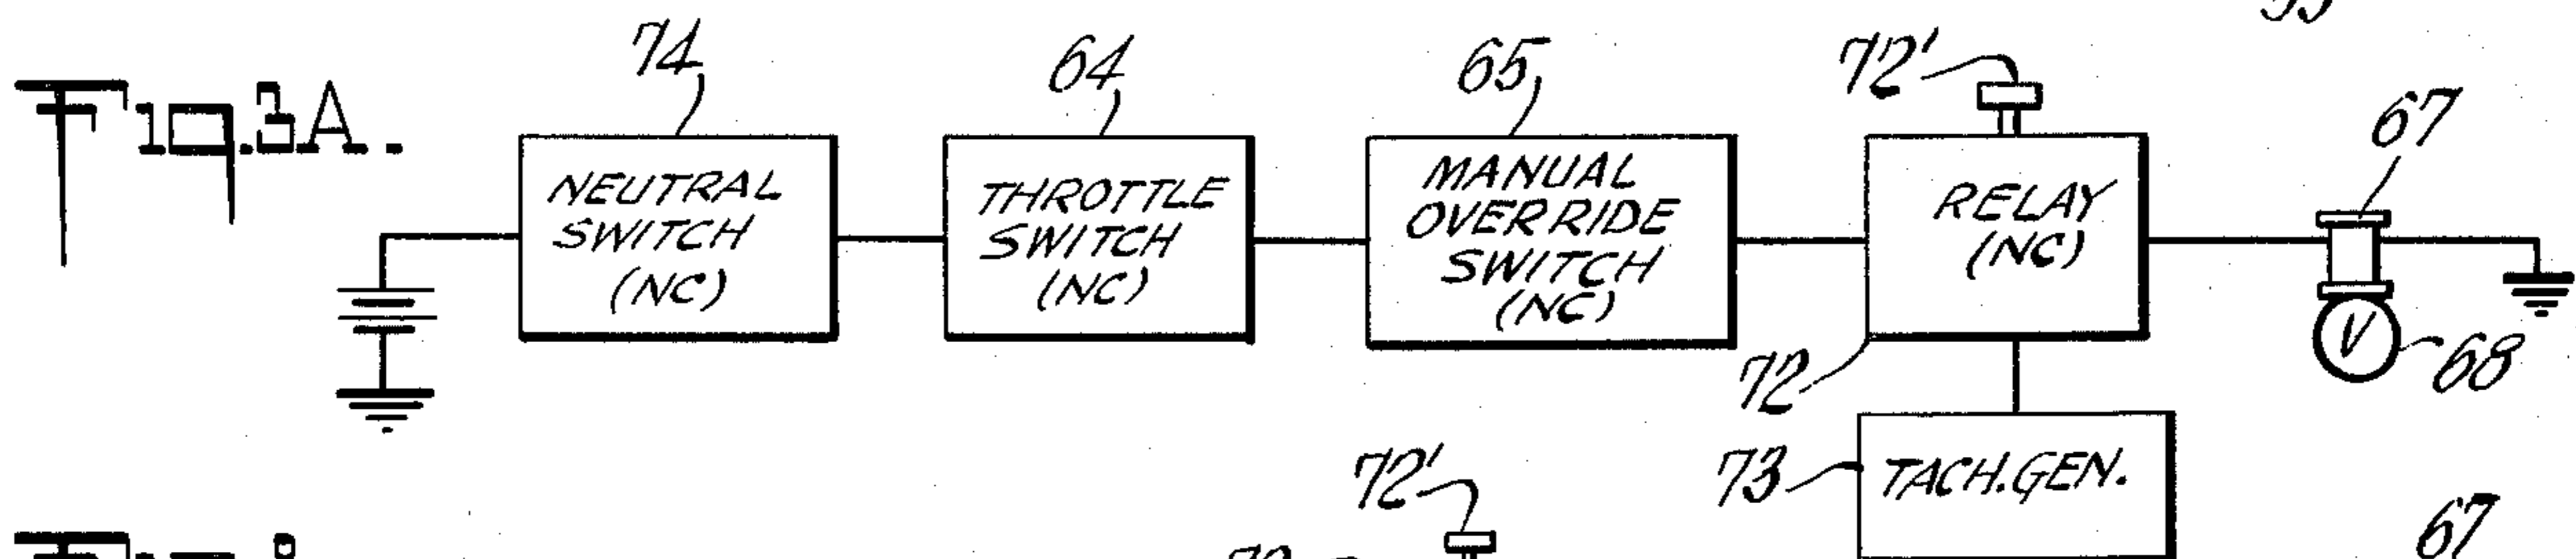 Fig. 3A.
74
64
65
72'
67
NEUTRAL
SWITCH
(NC)
THROTTLE
SWITCH
(NC)
MANUAL
OVERRIDE
SWITCH
(NC)
RELAY
(NC)
V
68
72
73
TACH. GEN.
72'
67